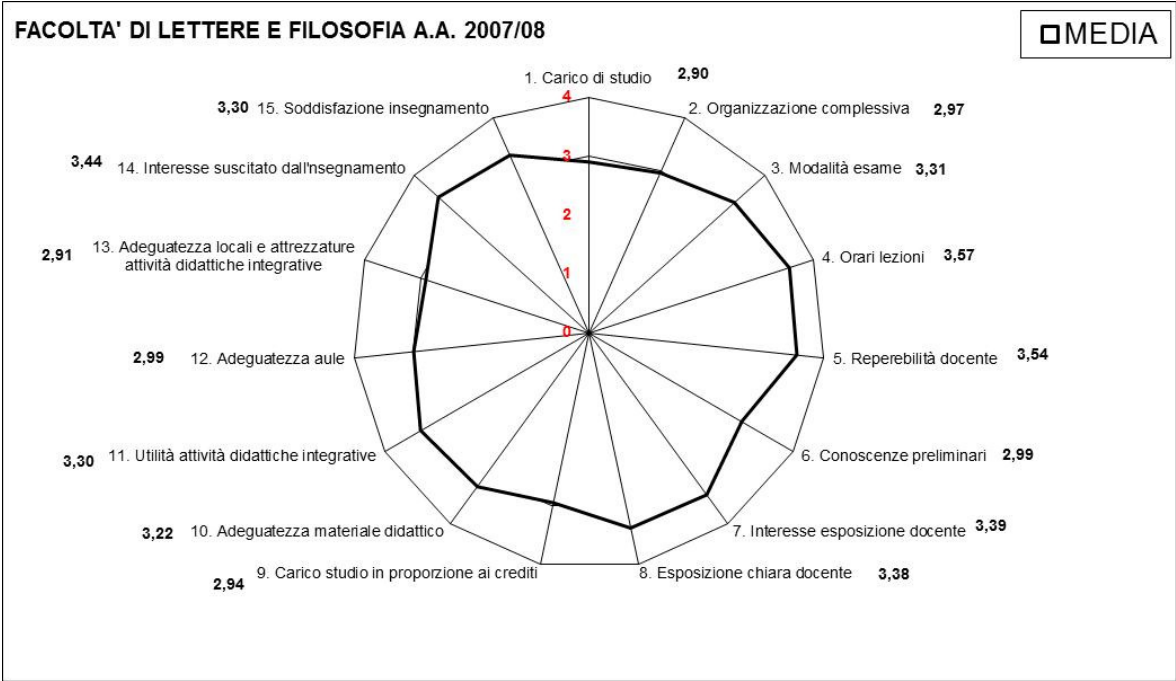 FACOLTA' DI LETTERE E FILOSOFIA A.A. 2007/08
MEDIA
1. Carico di studio 2,90
2. Organizzazione complessiva 2,97
3. Modalità esame 3,31
4. Orari lezioni 3,57
5. Reperebilità docente 3,54
6. Conoscenze preliminari 2,99
7. Interesse esposizione docente 3,39
8. Esposizione chiara docente 3,38
2,94 9. Carico studio in proporzione ai crediti
3,22 10. Adeguatezza materiale didattico
3,30 11. Utilità attività didattiche integrative
2,99 12. Adeguatezza aule
2,91 13. Adeguatezza locali e attrezzature
attività didattiche integrative
3,44 14. Interesse suscitato dall'nsegnamento
3,30 15. Soddisfazione insegnamento
4
3
2
1
0